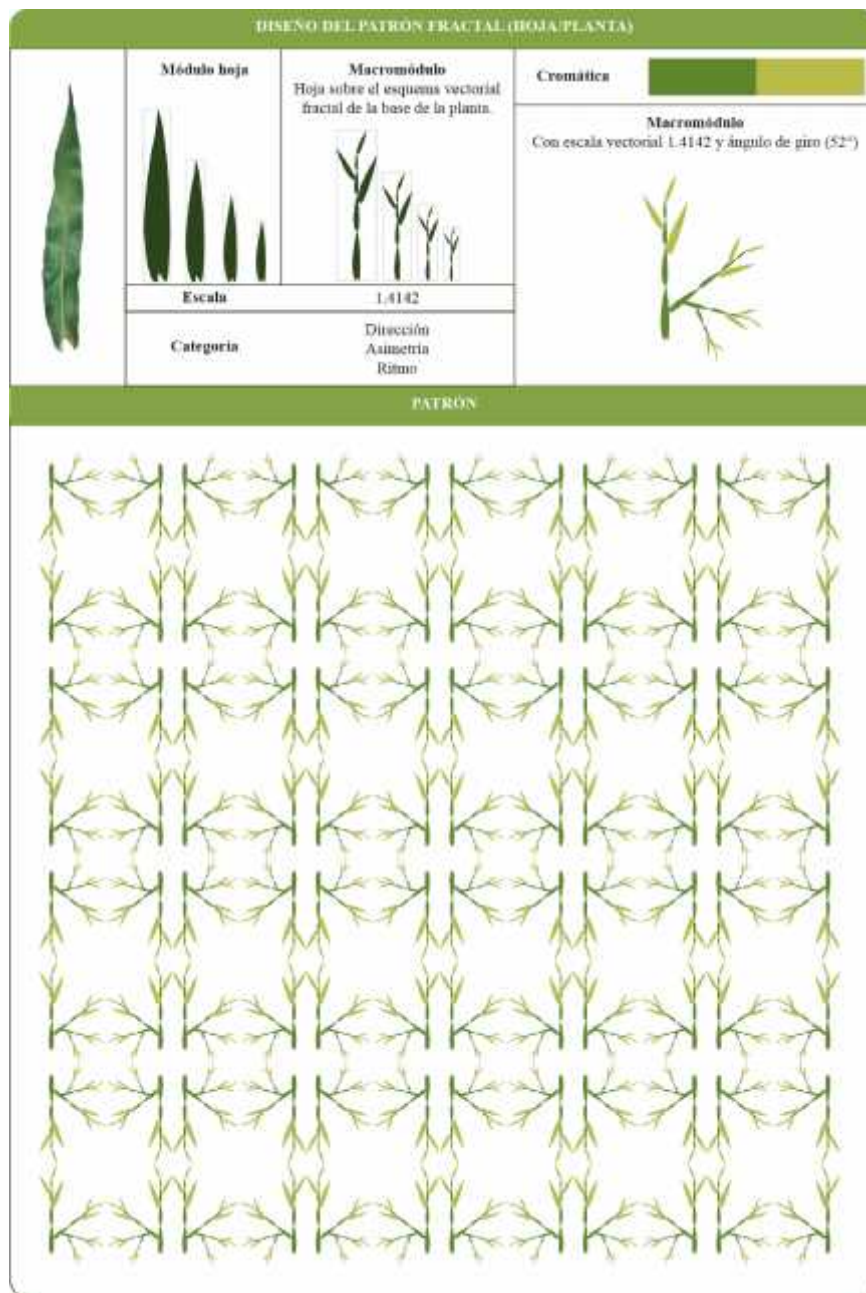 DISEÑO DEL PATRÓN FRACTAL (HOJA/PLANTA)
Módulo hoja
Macromódulo
Hoja sobre el esquema vectorial
fractal de la base de la planta.
Escala
1.4142
Categoría
Dirección
Asimetría
Ritmo
Cromática
Macromódulo
Con escala vectorial 1.4142 y ángulo de giro (52°)
PATRÓN